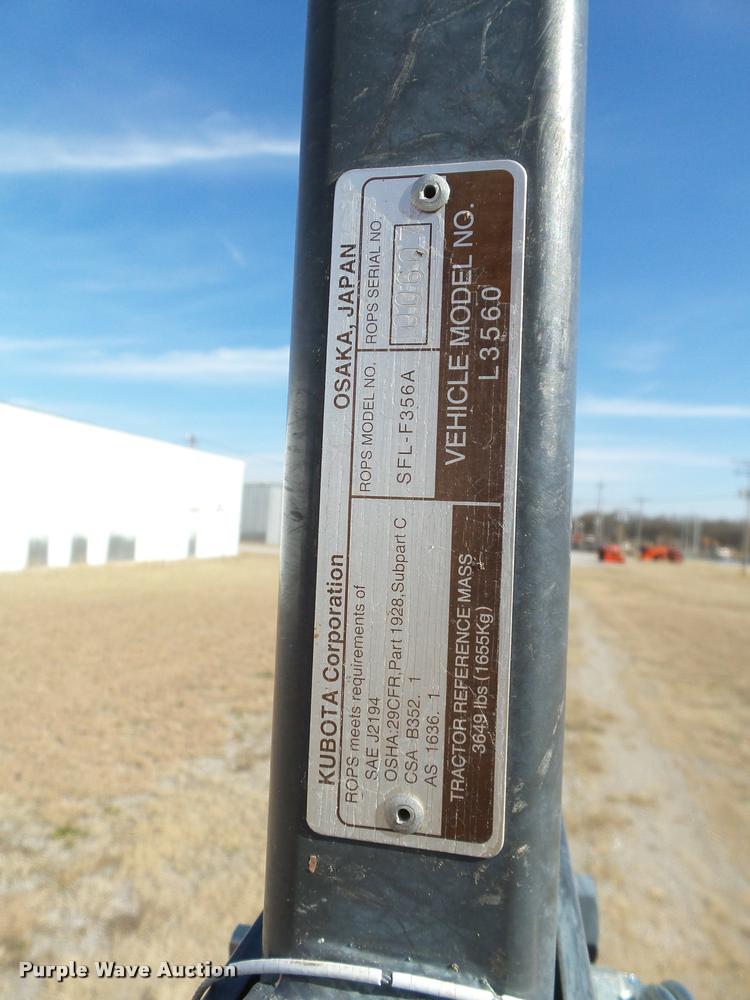 KUBOTA Corporation OSAKA, JAPAN
ROPS meets requirements of
SAE J2194
OSHA:29CFR,Part 1928,Subpart C
CSA B352. 1
AS 1636. 1
ROPS MODEL NO.
SFL-F356A
ROPS SERIAL NO.
00607
TRACTOR REFERENCE MASS
3649 lbs (1655Kg)
VEHICLE MODEL NO.
L3560
Purple Wave Auction